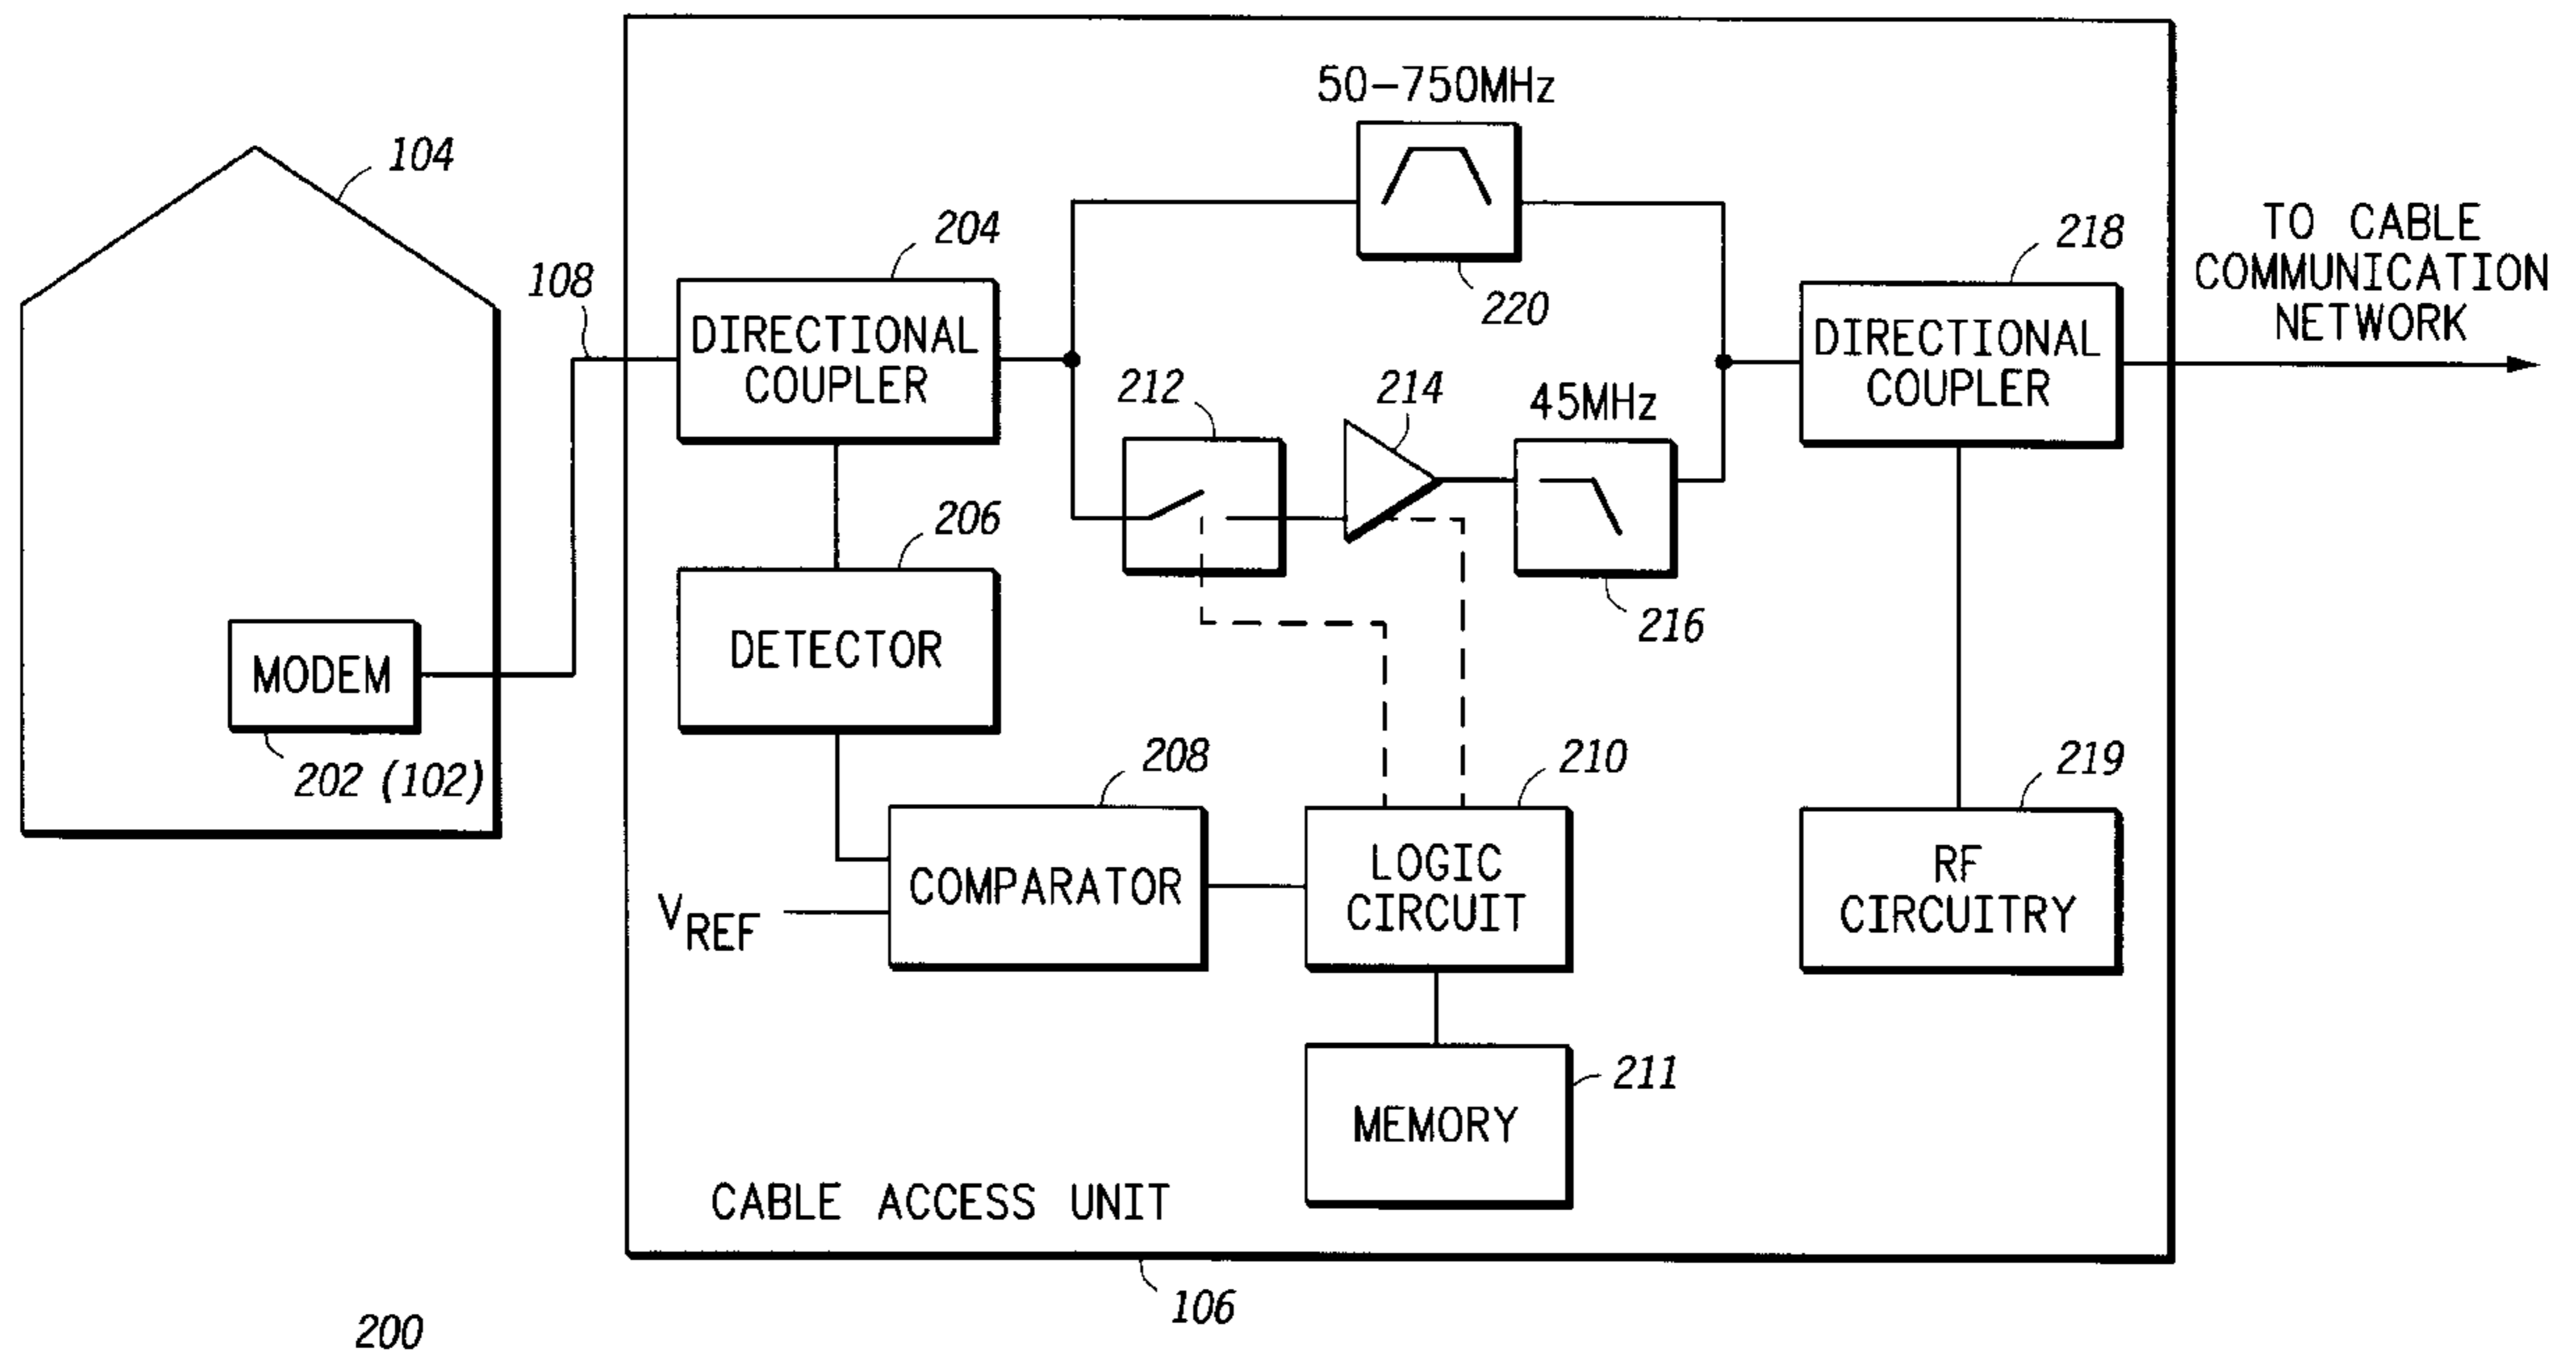 50-750MHz
104
204
218
TO CABLE
COMMUNICATION
NETWORK
108
220
DIRECTIONAL
COUPLER
DIRECTIONAL
COUPLER
212
214
45MHz
206
216
DETECTOR
MODEM
202 (102)
208
210
219
COMPARATOR
LOGIC
CIRCUIT
RF
CIRCUITRY
VREF
211
MEMORY
CABLE ACCESS UNIT
106
200